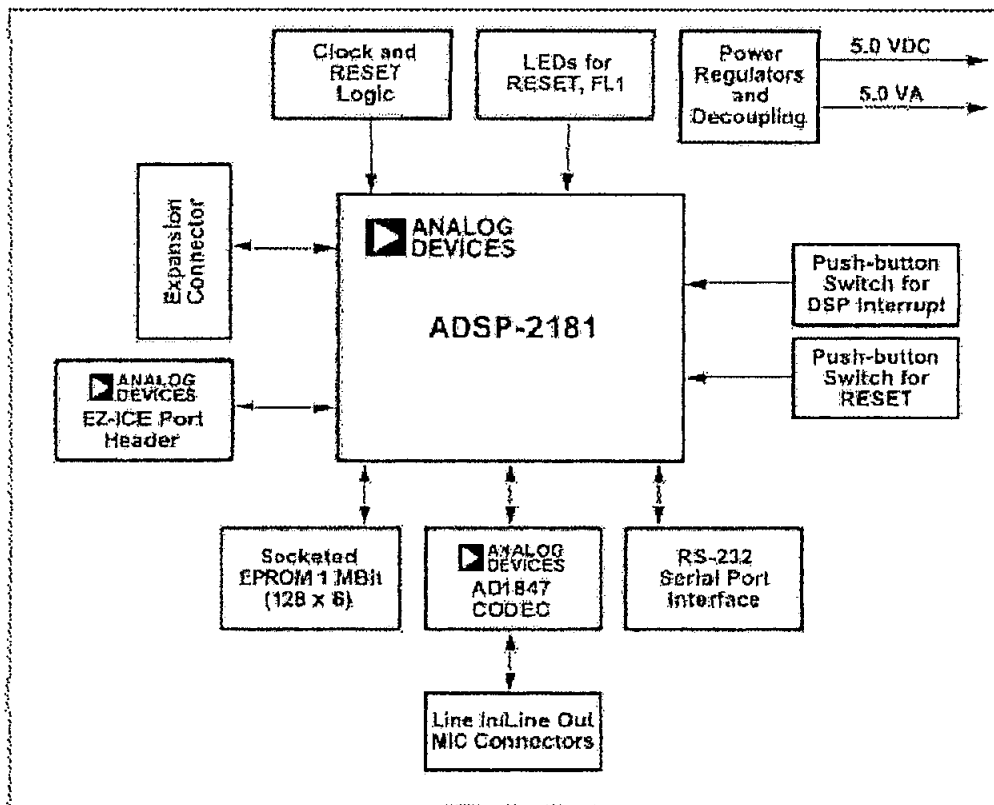 Clock and
RESET
Logic
LEDs for
RESET, FL1
Power
Regulators
and
Decoupling
5.0 VDC
5.0 VA
Expansion
Connector
ANALOG
DEVICES
ADSP-2181
Push-button
Switch for
DSP Interrupt
Push-button
Switch for
RESET
ANALOG
DEVICES
EZ-ICE Port
Header
Socketed
EPROM 1 MBit
(128 x 8)
ANALOG
DEVICES
AD1847
CODEC
RS-232
Serial Port
Interface
Line In/Line Out
MIC Connectors